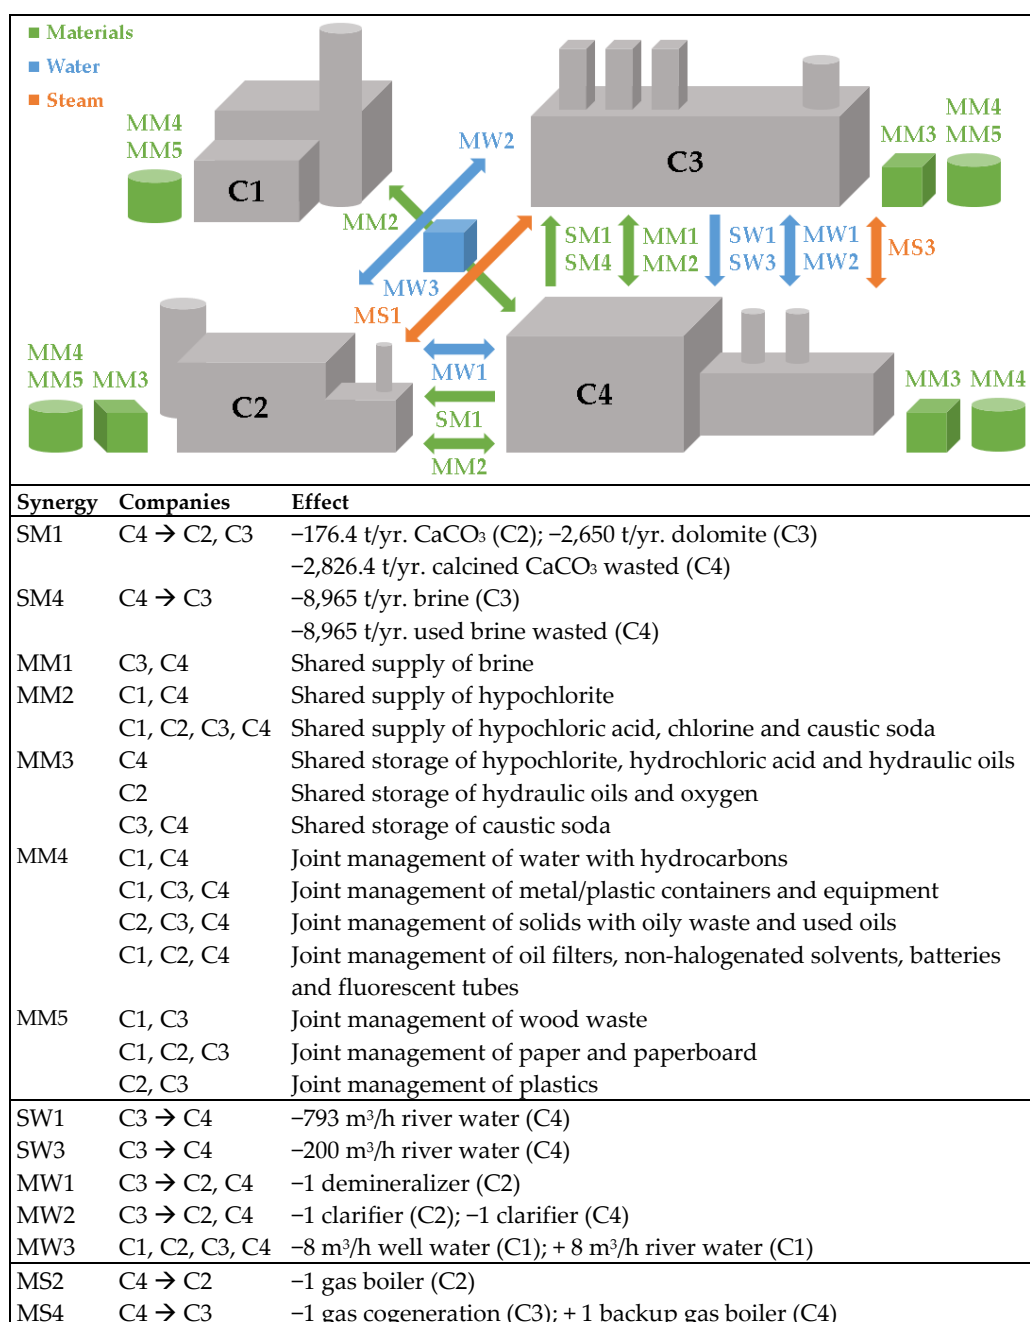 ■ Materials
■ Water
■ Steam
MM4
MM5
C1
MW2
MM2
MW3
MS1
C3
MM3
MM4
MM5
SM1
SM4
MM1
MM2
SW1
SW3
MW1
MW2
MS3
MM4
MM5 MM3
C2
MW1
SM1
MM2
C4
MM3 MM4
Synergy Companies Effect
SM1 C4 → C2, C3 −176.4 t/yr. CaCO₃ (C2); −2,650 t/yr. dolomite (C3)
−2,826.4 t/yr. calcined CaCO₃ wasted (C4)
SM4 C4 → C3 −8,965 t/yr. brine (C3)
−8,965 t/yr. used brine wasted (C4)
MM1 C3, C4 Shared supply of brine
MM2 C1, C4 Shared supply of hypochlorite
C1, C2, C3, C4 Shared supply of hypochloric acid, chlorine and caustic soda
MM3 C4 Shared storage of hypochlorite, hydrochloric acid and hydraulic oils
C2 Shared storage of hydraulic oils and oxygen
C3, C4 Shared storage of caustic soda
MM4 C1, C4 Joint management of water with hydrocarbons
C1, C3, C4 Joint management of metal/plastic containers and equipment
C2, C3, C4 Joint management of solids with oily waste and used oils
C1, C2, C4 Joint management of oil filters, non-halogenated solvents, batteries
and fluorescent tubes
MM5 C1, C3 Joint management of wood waste
C1, C2, C3 Joint management of paper and paperboard
C2, C3 Joint management of plastics
SW1 C3 → C4 −793 m³/h river water (C4)
SW3 C3 → C4 −200 m³/h river water (C4)
MW1 C3 → C2, C4 −1 demineralizer (C2)
MW2 C3 → C2, C4 −1 clarifier (C2); −1 clarifier (C4)
MW3 C1, C2, C3, C4 −8 m³/h well water (C1); + 8 m³/h river water (C1)
MS2 C4 → C2 −1 gas boiler (C2)
MS4 C4 → C3 −1 gas cogeneration (C3); + 1 backup gas boiler (C4)